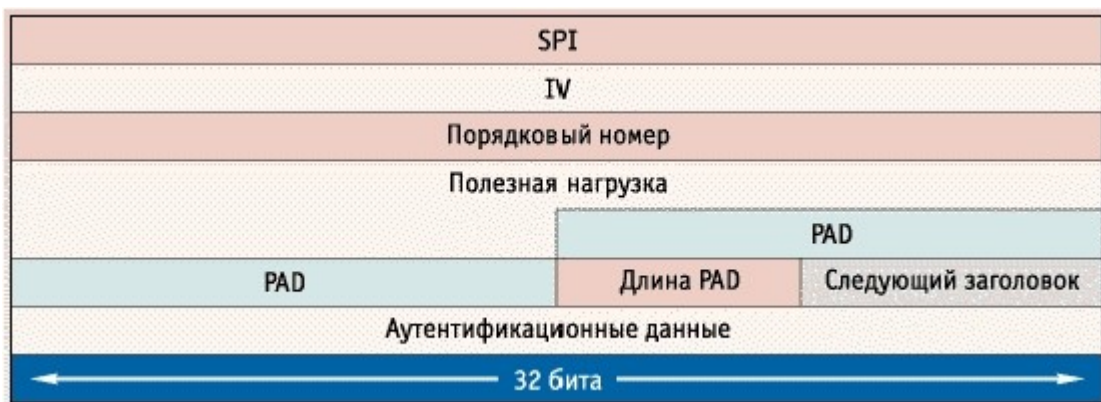 SPI
IV
Порядковый номер
Полезная нагрузка
PAD
PAD
Длина PAD
Следующий заголовок
Аутентификационные данные
32 бита